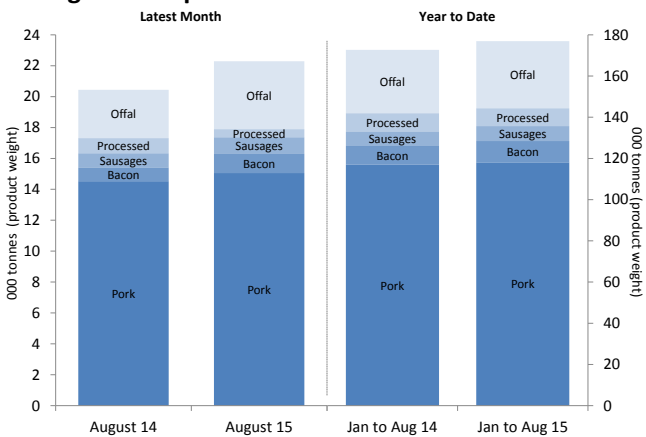 Latest Month
Year to Date
24
22
20
18
16
14
12
10
8
6
4
2
0
000 tonnes (product weight)
Offal
Processed
Sausages
Bacon
Pork
Offal
Processed
Sausages
Bacon
Pork
Offal
Processed
Sausages
Bacon
Pork
Offal
Processed
Sausages
Bacon
Pork
180
160
140
120
100
80
60
40
20
0
000 tonnes (product weight)
August 14
August 15
Jan to Aug 14
Jan to Aug 15